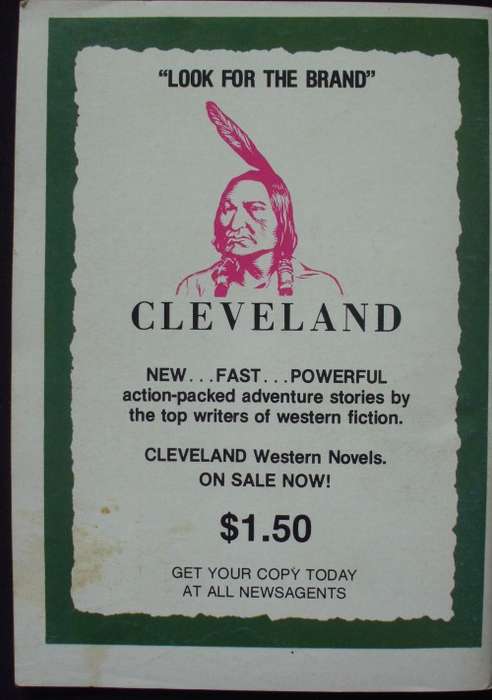 "LOOK FOR THE BRAND"
CLEVELAND
NEW...FAST...POWERFUL
action-packed adventure stories by
the top writers of western fiction.
CLEVELAND Western Novels.
ON SALE NOW!
$1.50
GET YOUR COPY TODAY
AT ALL NEWSAGENTS